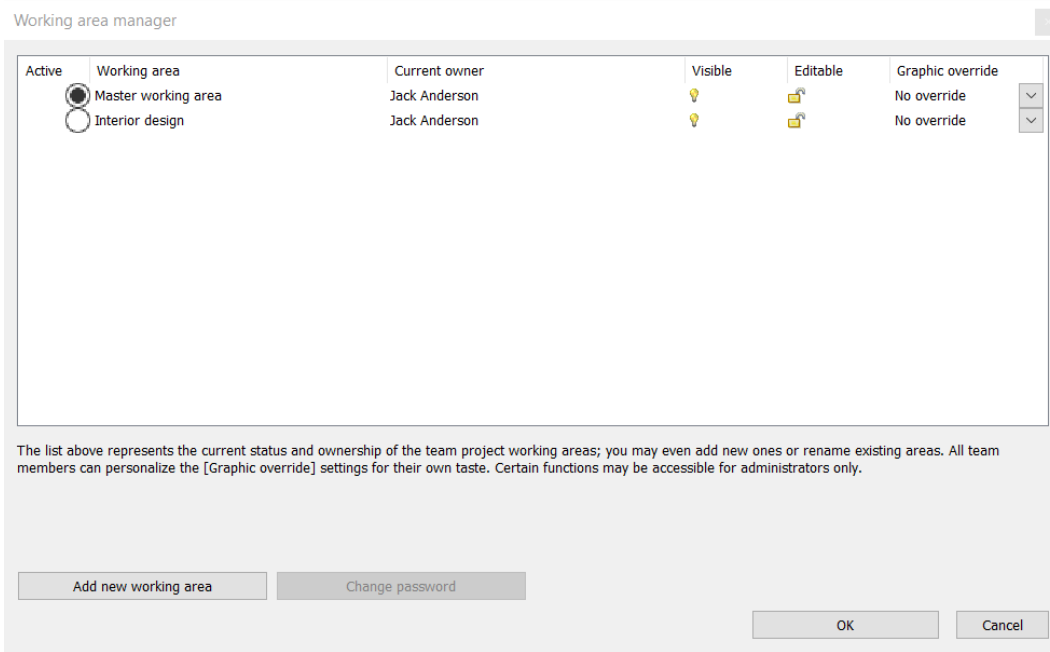 Working area manager
Active Working area Current owner Visible Editable Graphic override
Master working area Jack Anderson No override
Interior design Jack Anderson No override
The list above represents the current status and ownership of the team project working areas; you may even add new ones or rename existing areas. All team
members can personalize the [Graphic override] settings for their own taste. Certain functions may be accessible for administrators only.
Add new working area Change password
OK Cancel